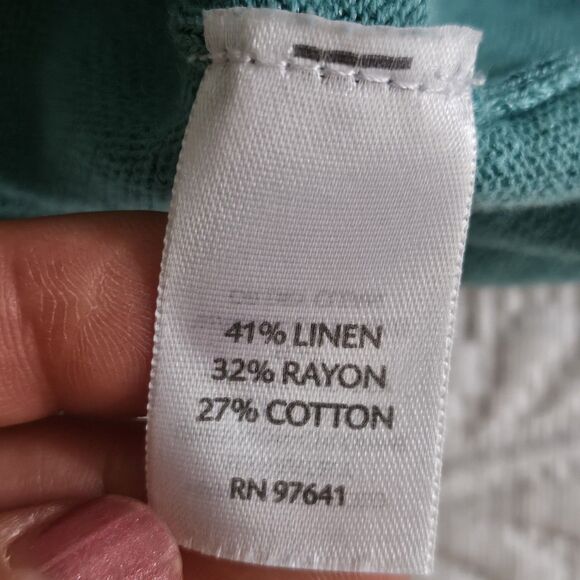 41% LINEN
32% RAYON
27% COTTON
RN 97641